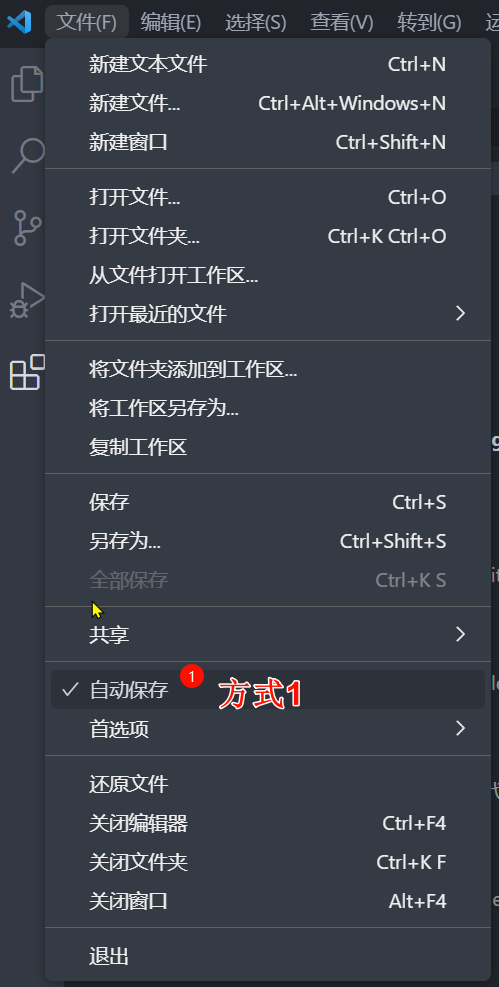 文件(F) 编辑(E) 选择(S) 查看(V) 转到(G)
新建文本文件 Ctrl+N
新建文件... Ctrl+Alt+Windows+N
新建窗口 Ctrl+Shift+N
打开文件... Ctrl+O
打开文件夹... Ctrl+K Ctrl+O
从文件打开工作区...
打开最近的文件
将文件夹添加到工作区...
将工作区另存为...
复制工作区
保存 Ctrl+S
另存为... Ctrl+Shift+S
全部保存 Ctrl+K S
共享
自动保存 1 方式1
首选项
还原文件
关闭编辑器 Ctrl+F4
关闭文件夹 Ctrl+K F
关闭窗口 Alt+F4
退出